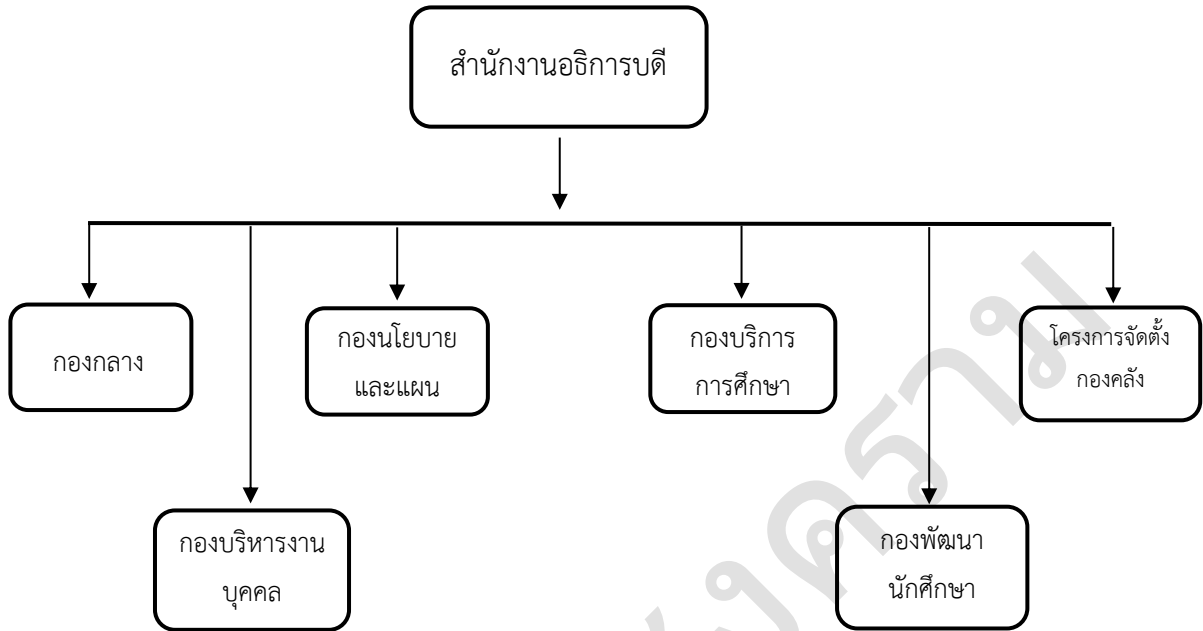 สำนักงานอธิการบดี
กองกลาง
กองนโยบาย
และแผน
กองบริการ
การศึกษา
โครงการจัดตั้ง
กองคลัง
กองบริหารงาน
บุคคล
กองพัฒนา
นักศึกษา